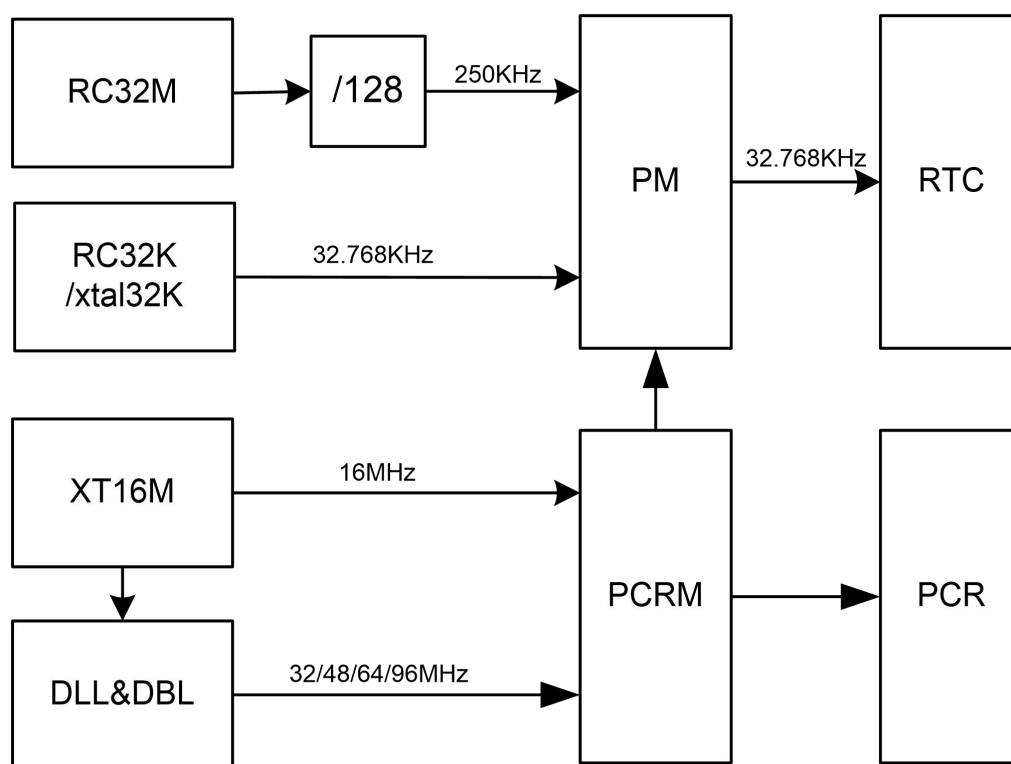 RC32M
/128
250KHz
PM
32.768KHz
RTC
RC32K
/xtal32K
32.768KHz
XT16M
16MHz
PCRM
PCR
DLL&DBL
32/48/64/96MHz